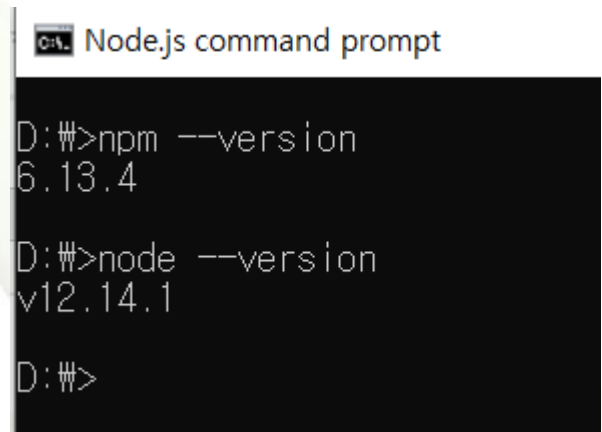 Node.js command prompt
D:₩>npm --version
6.13.4
D:₩>node --version
v12.14.1
D:₩>